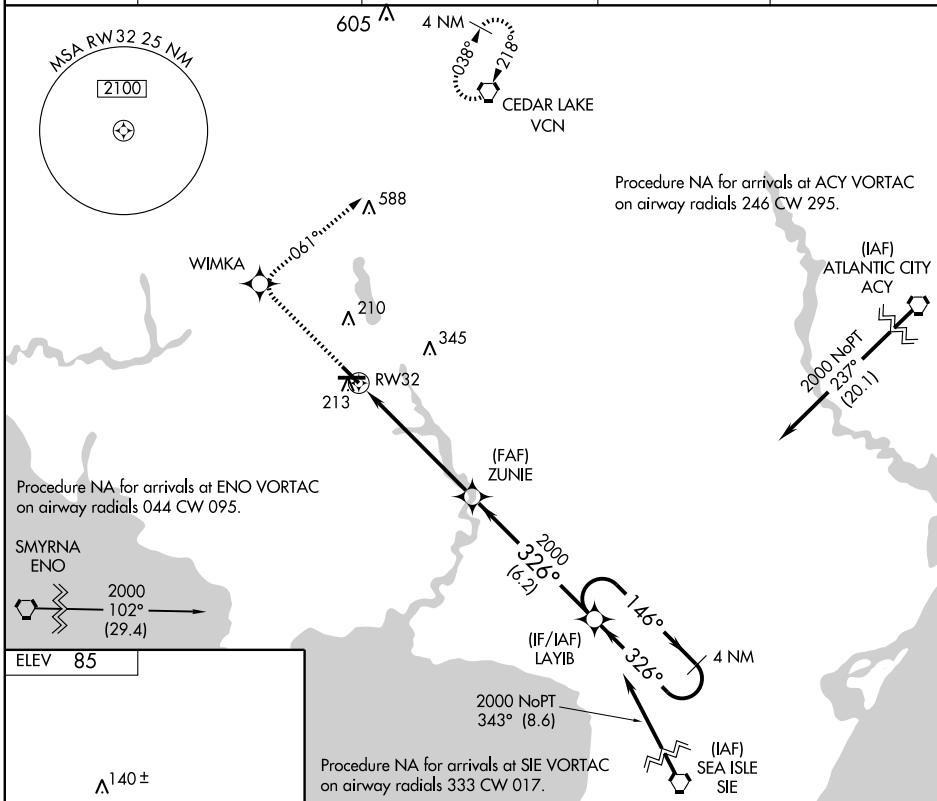 605
4 NM
038°
218°
CEDAR LAKE
VCN
MSA RW32 25 NM
2100
Procedure NA for arrivals at ACY VORTAC
on airway radials 246 CW 295.
(IAF)
ATLANTIC CITY
ACY
2000 NoPT
237°
(20.1)
588
061°
WIMKA
210
345
RW32
213
(FAF)
ZUNIE
Procedure NA for arrivals at ENO VORTAC
on airway radials 044 CW 095.
SMYRNA
ENO
2000
102°
(29.4)
2000
326°
(6.2)
146°
(IF/IAF)
LAYIB
326°
4 NM
ELEV 85
2000 NoPT
343° (8.6)
(IAF)
SEA ISLE
SIE
Procedure NA for arrivals at SIE VORTAC
on airway radials 333 CW 017.
140 ±